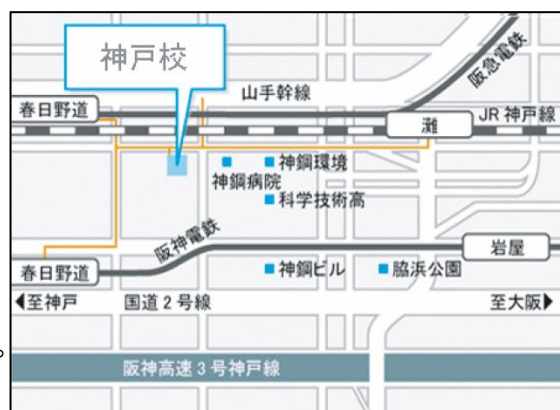 神戸校
阪急電鉄
山手幹線
春日野道
JR 神戸線
灘
神鋼環境
神鋼病院
科学技術高
阪神電鉄
岩屋
春日野道
神鋼ビル
脇浜公園
◀至神戸
国道2号線
至大阪▶
阪神高速3号神戸線
。